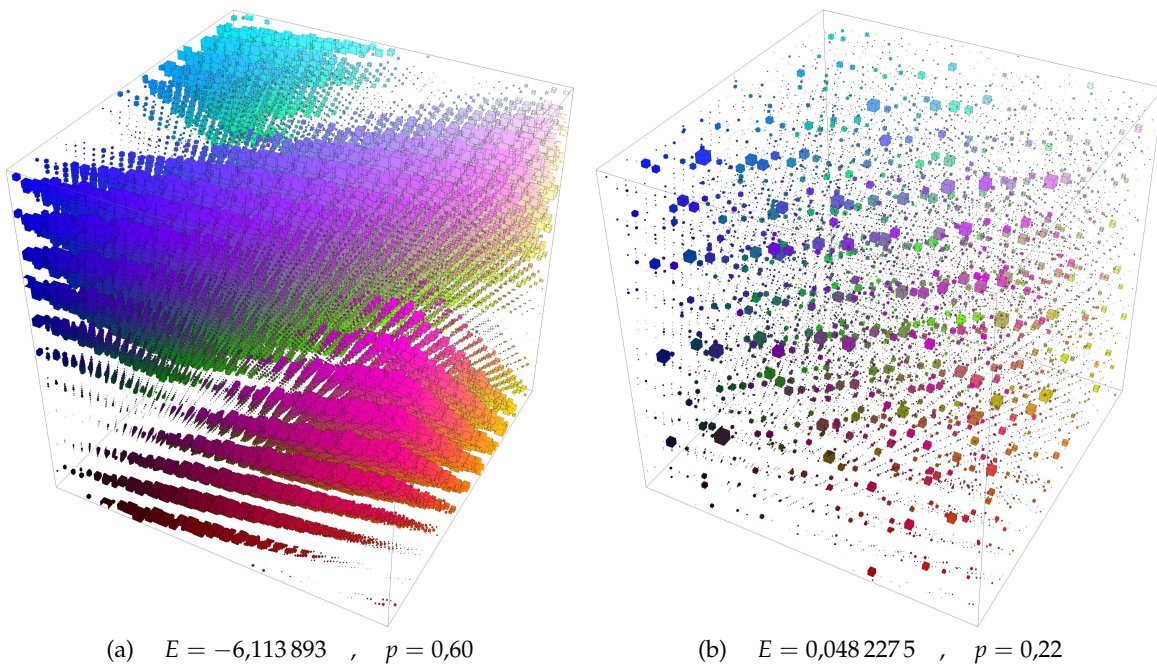 (a) E = −6,113 893 , p = 0,60
(b) E = 0,048 227 5 , p = 0,22